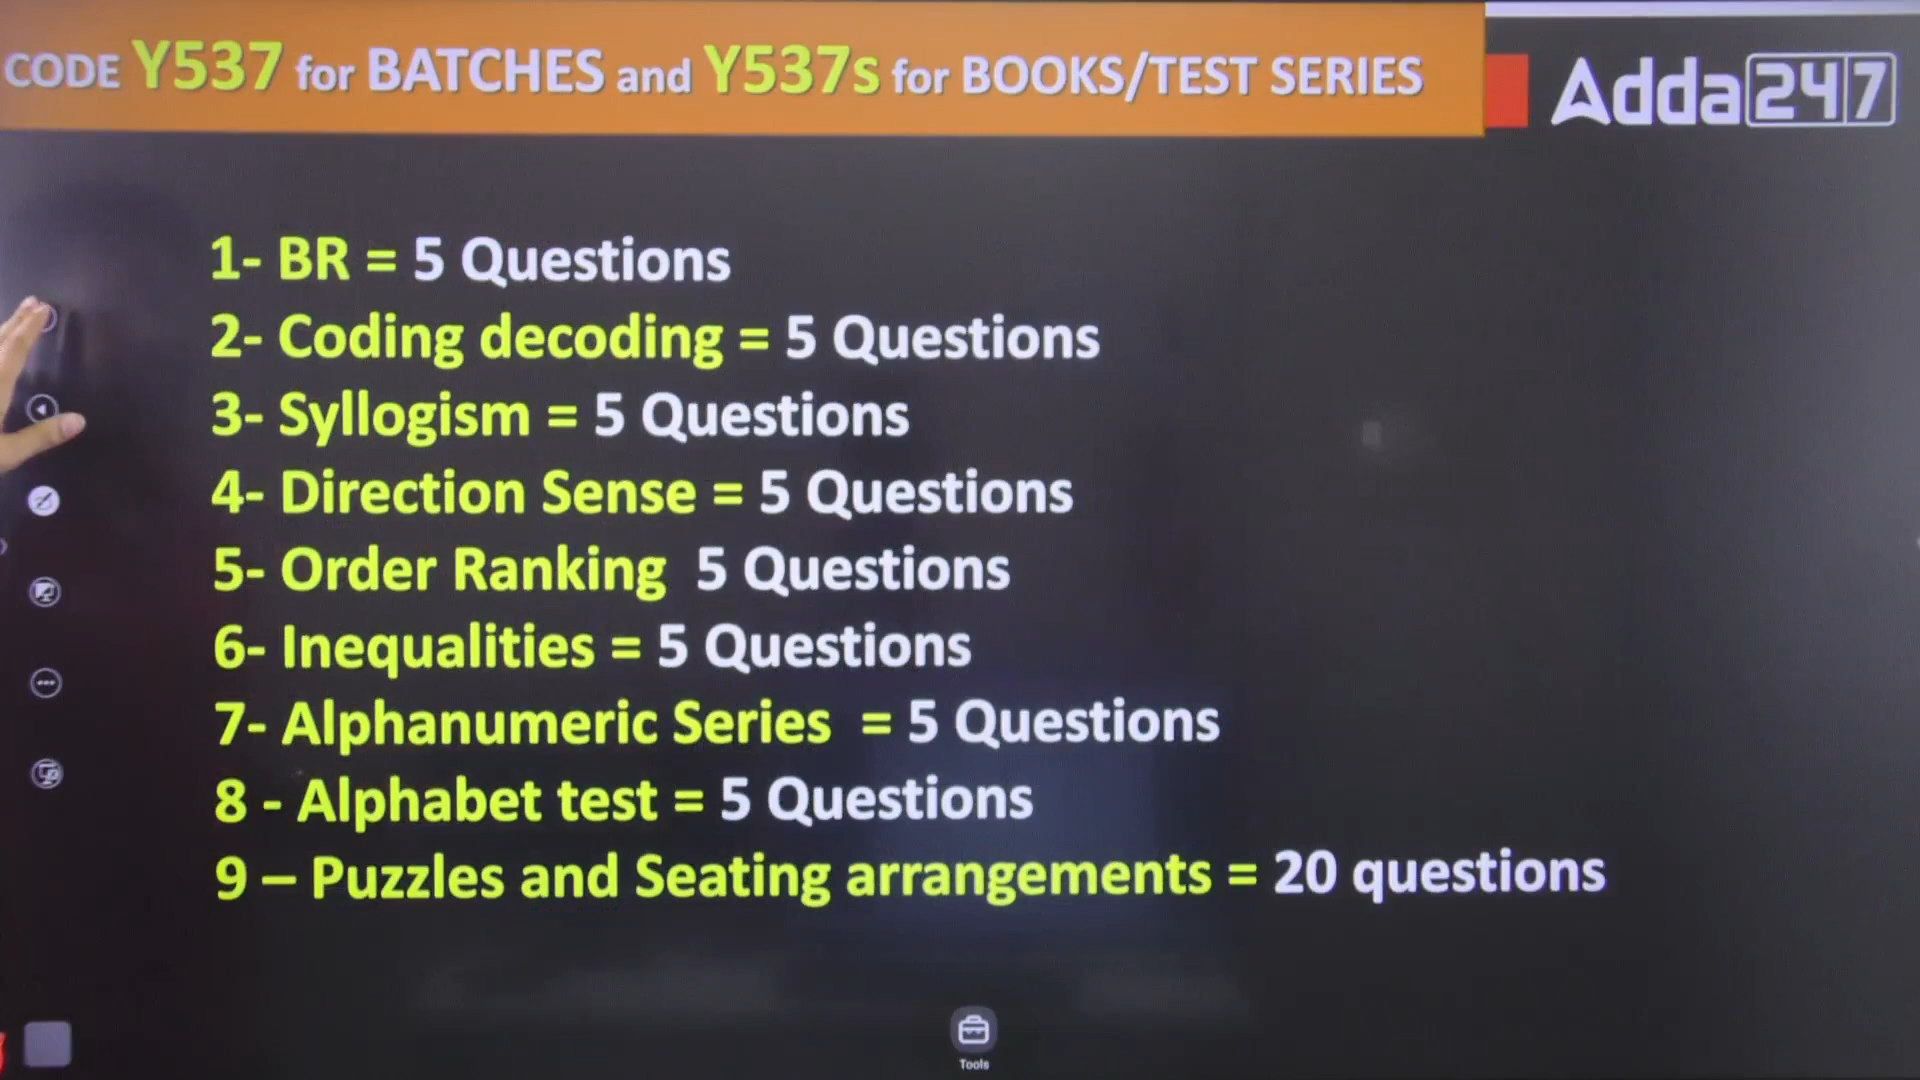 CODE Y537 for BATCHES and Y537s for BOOKS/TEST SERIES
Adda247
1- BR = 5 Questions
2- Coding decoding = 5 Questions
3- Syllogism = 5 Questions
4- Direction Sense = 5 Questions
5- Order Ranking  5 Questions
6- Inequalities = 5 Questions
7- Alphanumeric Series  = 5 Questions
8 - Alphabet test = 5 Questions
9 – Puzzles and Seating arrangements = 20 questions
Tools